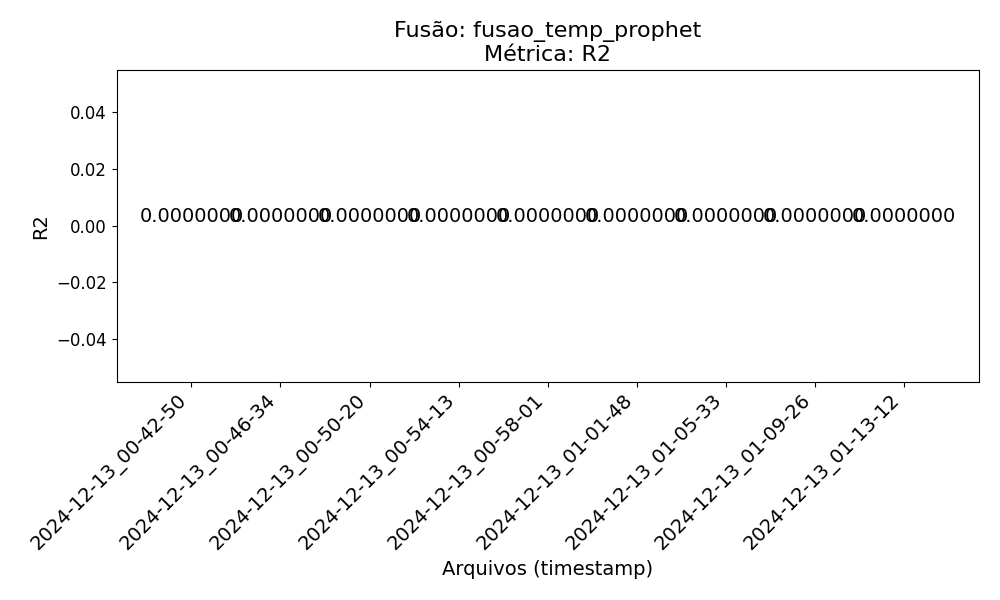 Fusão: fusao_temp_prophet
Métrica: R2
R2
0.04
0.02
0.00
−0.02
−0.04
0.0000000 0.0000000 0.0000000 0.0000000 0.0000000 0.0000000 0.0000000 0.0000000 0.0000000
2024-12-13_00-42-50
2024-12-13_00-46-34
2024-12-13_00-50-20
2024-12-13_00-54-13
2024-12-13_00-58-01
2024-12-13_01-01-48
2024-12-13_01-05-33
2024-12-13_01-09-26
2024-12-13_01-13-12
Arquivos (timestamp)